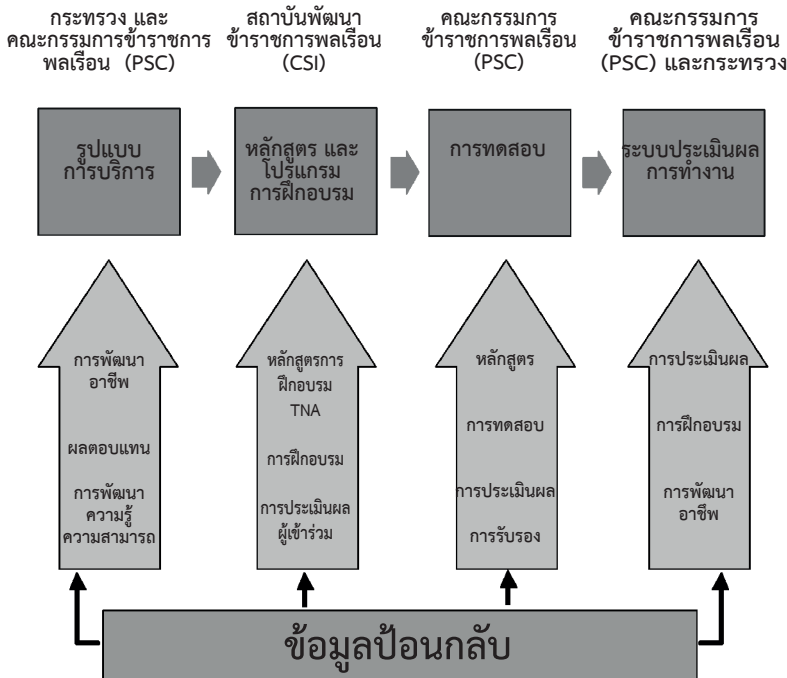 กระทรวง และ
คณะกรรมการข้าราชการ
พลเรือน (PSC)
สถาบันพัฒนา
ข้าราชการพลเรือน
(CSI)
คณะกรรมการ
ข้าราชการพลเรือน
(PSC)
คณะกรรมการ
ข้าราชการพลเรือน
(PSC) และกระทรวง
รูปแบบ
การบริการ
หลักสูตร และ
โปรแกรม
การฝึกอบรม
การทดสอบ
ระบบประเมินผล
การทำงาน
การพัฒนา
อาชีพ
ผลตอบแทน
การพัฒนา
ความรู้
ความสามารถ
หลักสูตรการ
ฝึกอบรม
TNA
การฝึกอบรม
การประเมินผล
ผู้เข้าร่วม
หลักสูตร
การทดสอบ
การประเมินผล
การรับรอง
การประเมินผล
การฝึกอบรม
การพัฒนา
อาชีพ
ข้อมูลป้อนกลับ